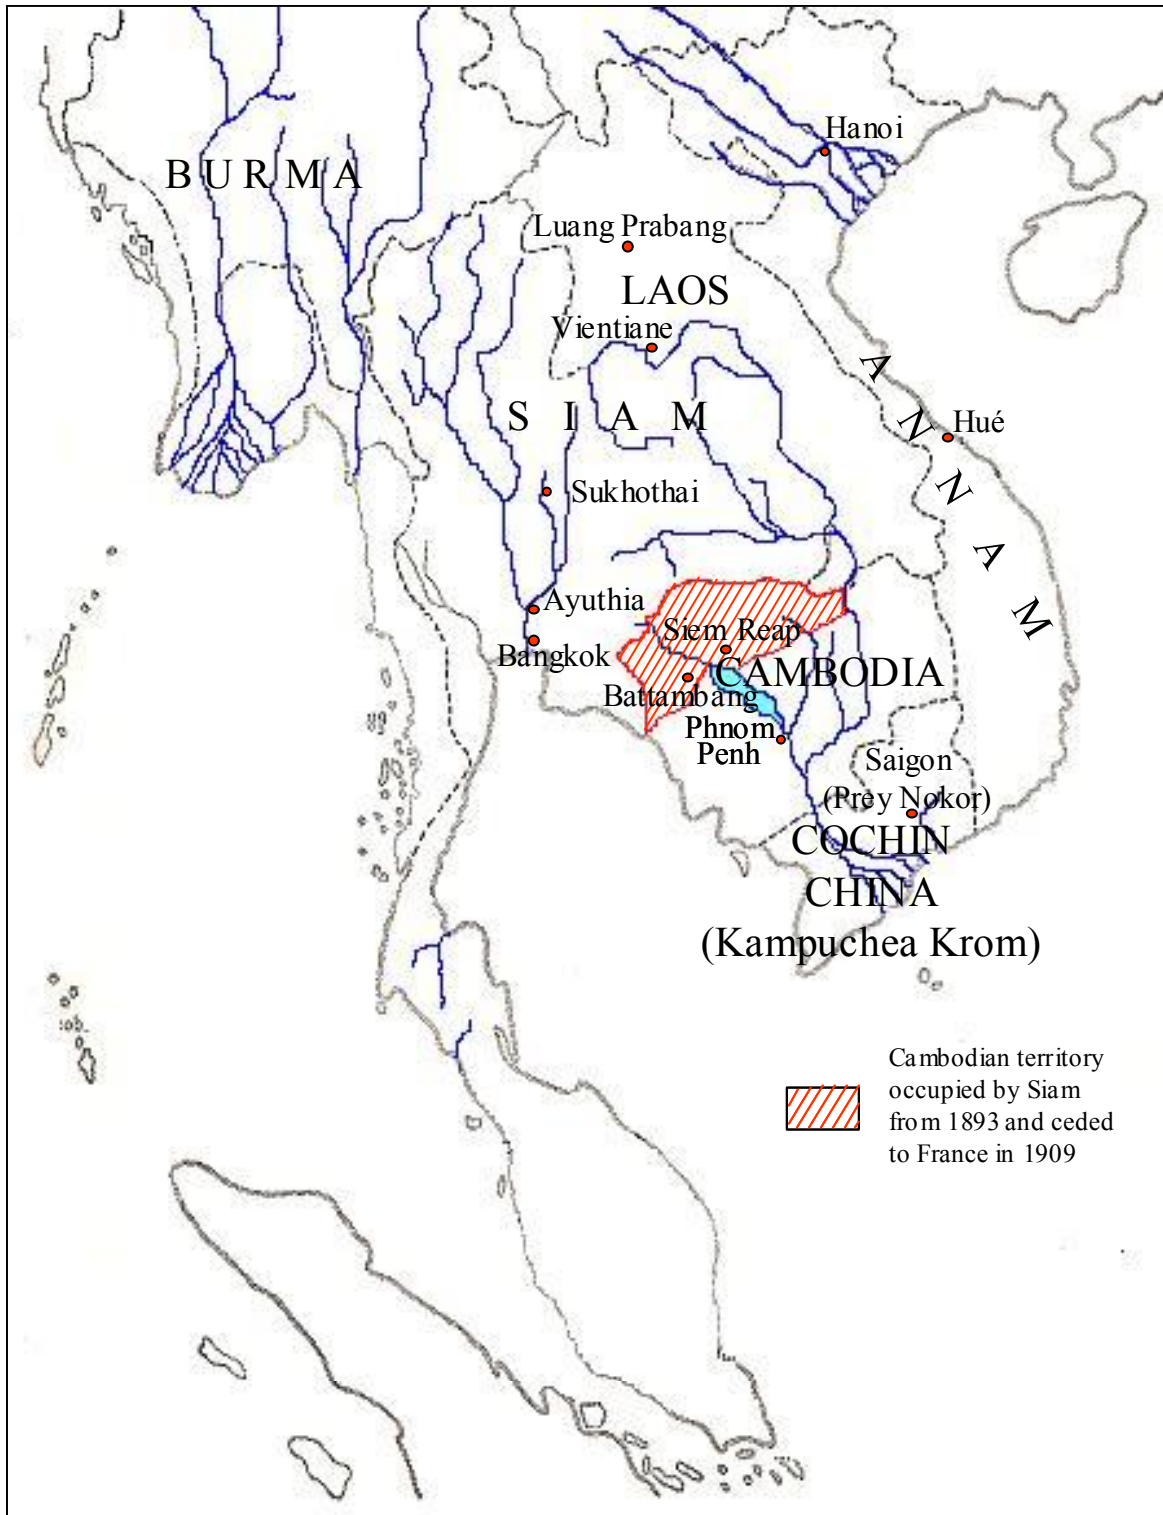 Hanoi
BURMA
Luang Prabang
LAOS
Vientiane
ANNAM
SIAM
Hué
Sukhothai
Ayuthia
Siem Reap
Bangkok
CAMBODIA
Battambang
Phnom
Penh
Saigon
(Prey Nokor)
COCHIN
CHINA
(Kampuchea Krom)
Cambodian territory
occupied by Siam
from 1893 and ceded
to France in 1909